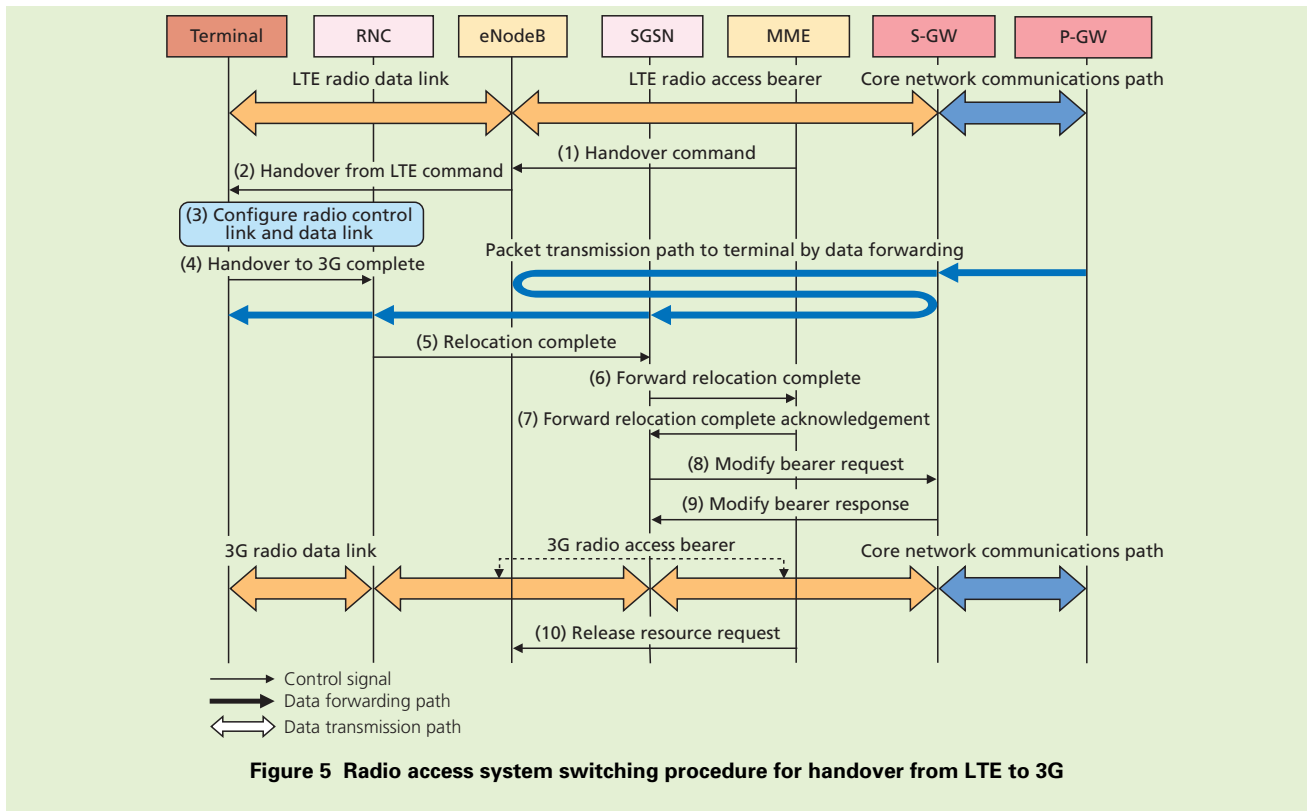 Terminal
RNC
eNodeB
SGSN
MME
S-GW
P-GW
LTE radio data link
LTE radio access bearer
Core network communications path
(1) Handover command
(2) Handover from LTE command
(3) Configure radio control
link and data link
Packet transmission path to terminal by data forwarding
(4) Handover to 3G complete
(5) Relocation complete
(6) Forward relocation complete
(7) Forward relocation complete acknowledgement
(8) Modify bearer request
(9) Modify bearer response
3G radio data link
3G radio access bearer
Core network communications path
(10) Release resource request
Control signal
Data forwarding path
Data transmission path
Figure 5 Radio access system switching procedure for handover from LTE to 3G